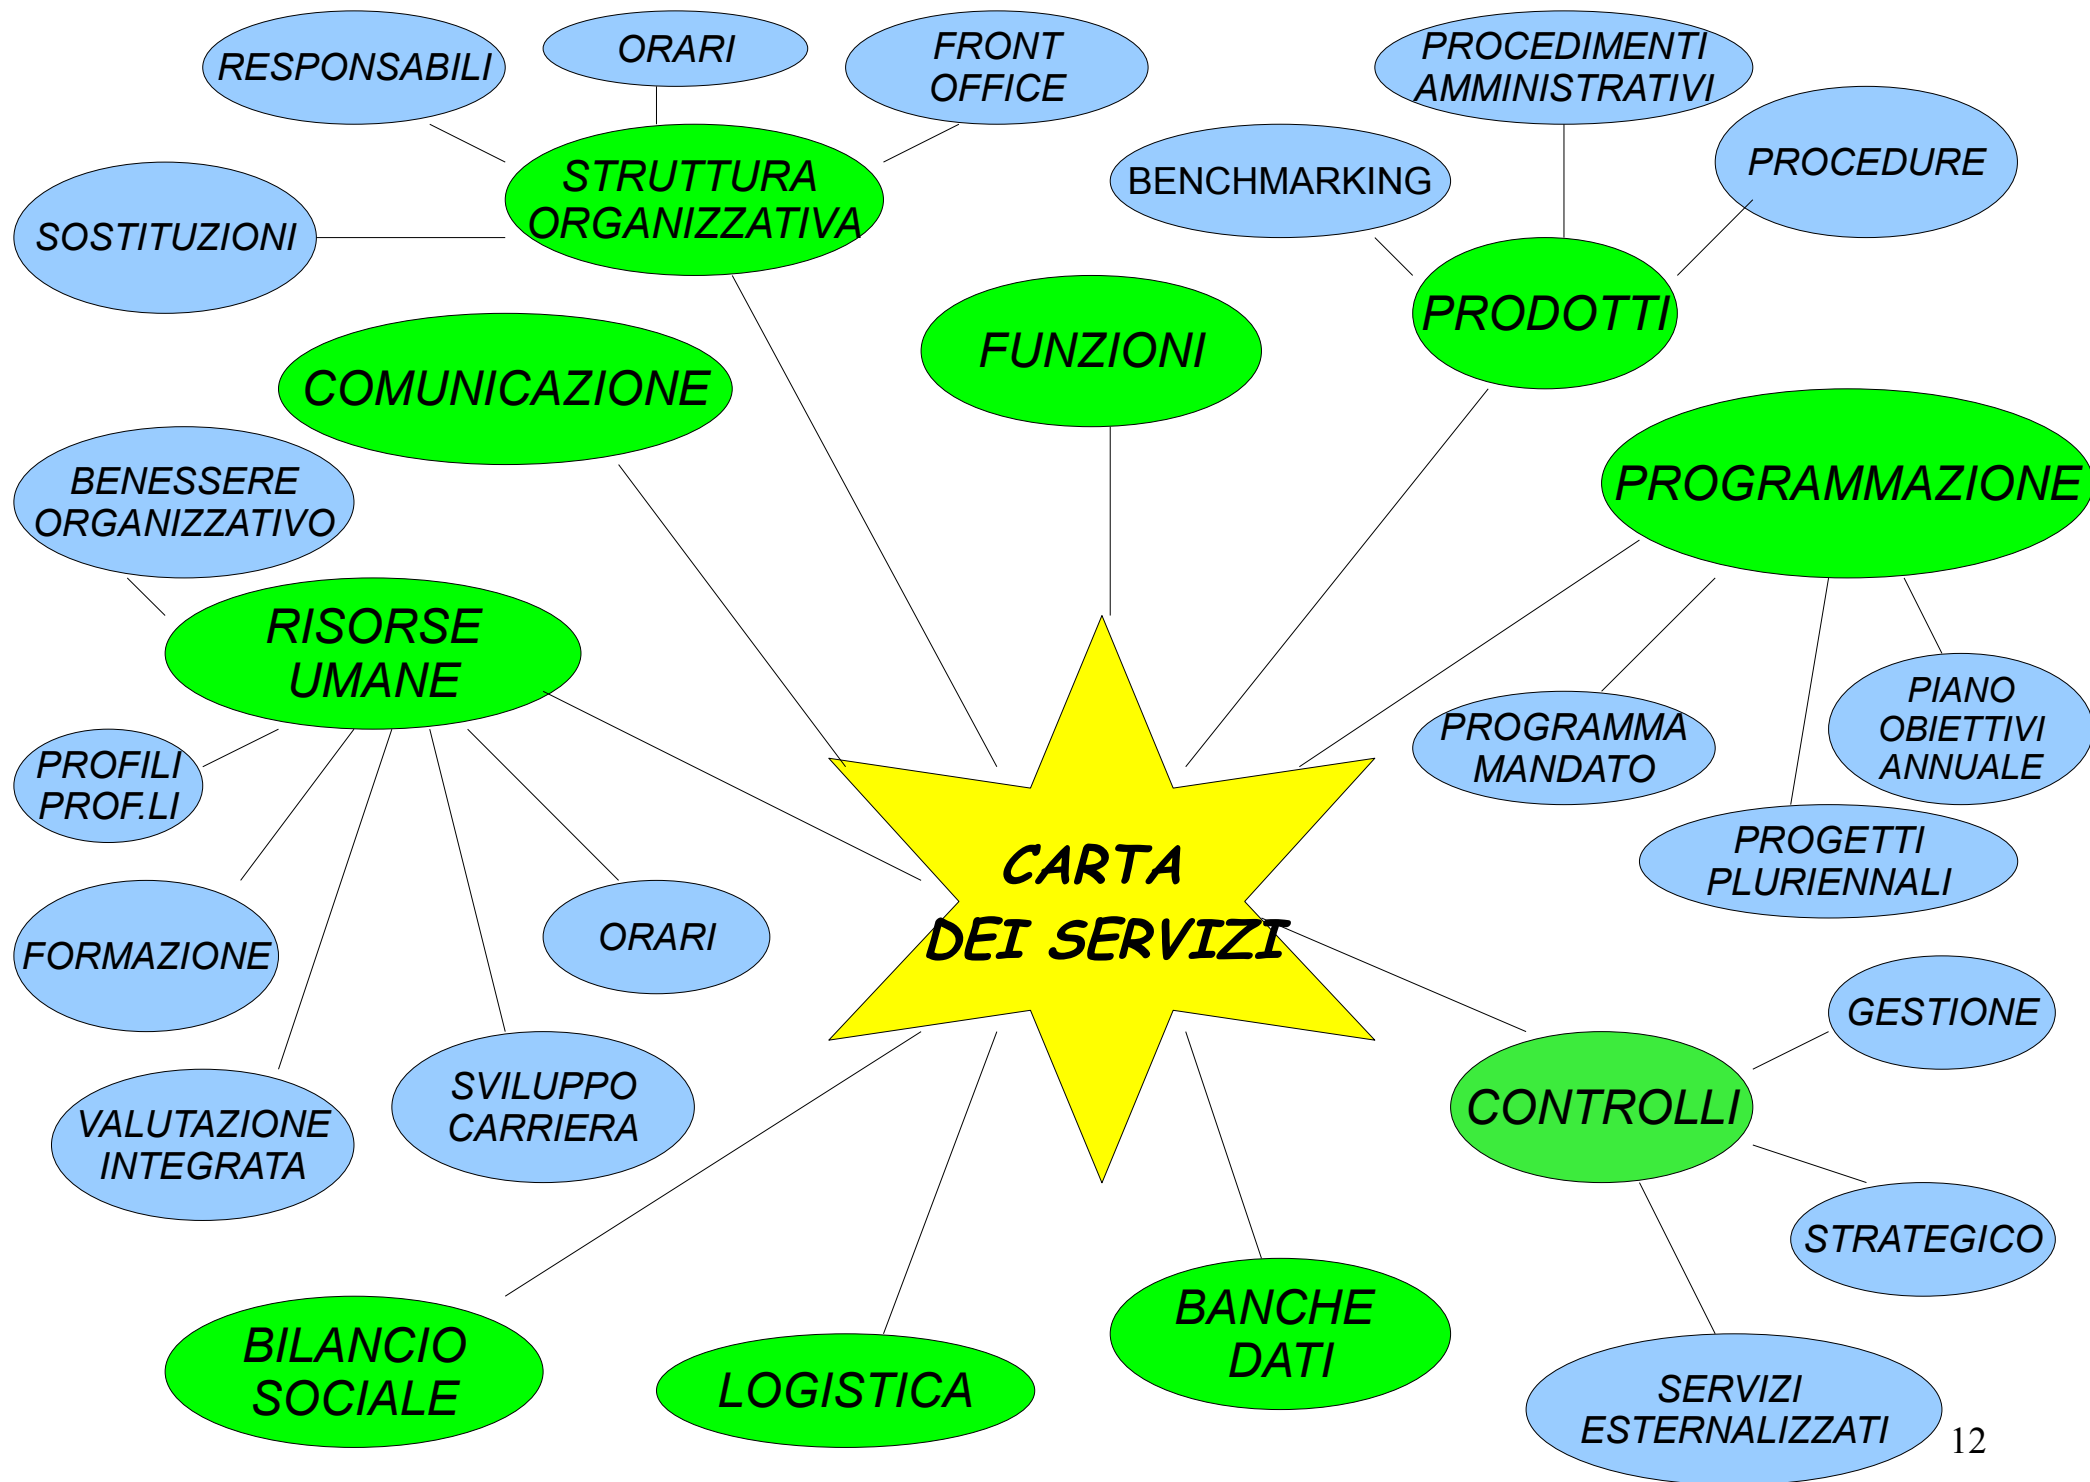 RESPONSABILI
ORARI
FRONT
OFFICE
PROCEDIMENTI
AMMINISTRATIVI
PROCEDURE
BENCHMARKING
STRUTTURA
ORGANIZZATIVA
SOSTITUZIONI
PRODOTTI
FUNZIONI
COMUNICAZIONE
PROGRAMMAZIONE
BENESSERE
ORGANIZZATIVO
RISORSE
UMANE
PROFILI
PROF.LI
PROGRAMMA
MANDATO
PIANO
OBIETTIVI
ANNUALE
PROGETTI
PLURIENNALI
CARTA
DEI SERVIZI
FORMAZIONE
ORARI
GESTIONE
VALUTAZIONE
INTEGRATA
SVILUPPO
CARRIERA
CONTROLLI
STRATEGICO
BILANCIO
SOCIALE
LOGISTICA
BANCHE
DATI
SERVIZI
ESTERNALIZZATI
12